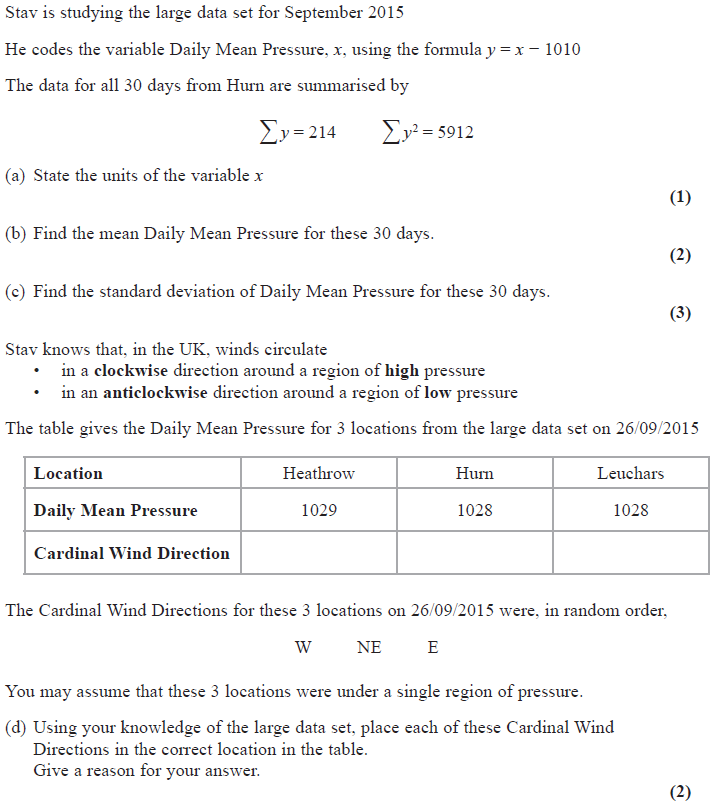 Stav is studying the large data set for September 2015
He codes the variable Daily Mean Pressure, x, using the formula y = x − 1010
The data for all 30 days from Hurn are summarised by
∑y = 214 ∑y² = 5912
(a) State the units of the variable x
(1)
(b) Find the mean Daily Mean Pressure for these 30 days.
(2)
(c) Find the standard deviation of Daily Mean Pressure for these 30 days.
(3)
Stav knows that, in the UK, winds circulate
• in a clockwise direction around a region of high pressure
• in an anticlockwise direction around a region of low pressure
The table gives the Daily Mean Pressure for 3 locations from the large data set on 26/09/2015
Location Heathrow Hurn Leuchars
Daily Mean Pressure 1029 1028 1028
Cardinal Wind Direction
The Cardinal Wind Directions for these 3 locations on 26/09/2015 were, in random order,
W NE E
You may assume that these 3 locations were under a single region of pressure.
(d) Using your knowledge of the large data set, place each of these Cardinal Wind
Directions in the correct location in the table.
Give a reason for your answer.
(2)